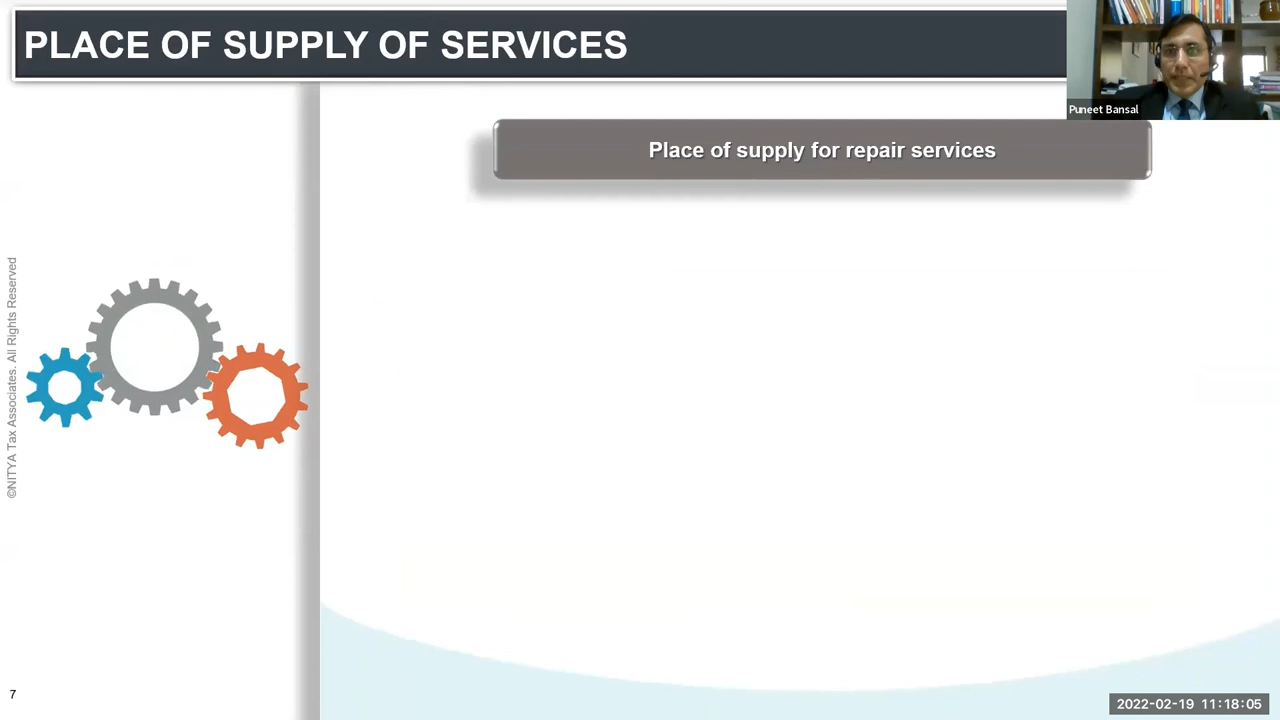 PLACE OF SUPPLY OF SERVICES
Puneet Bansal
Place of supply for repair services
©NITYA Tax Associates. All Rights Reserved
7
2022-02-19 11:18:05